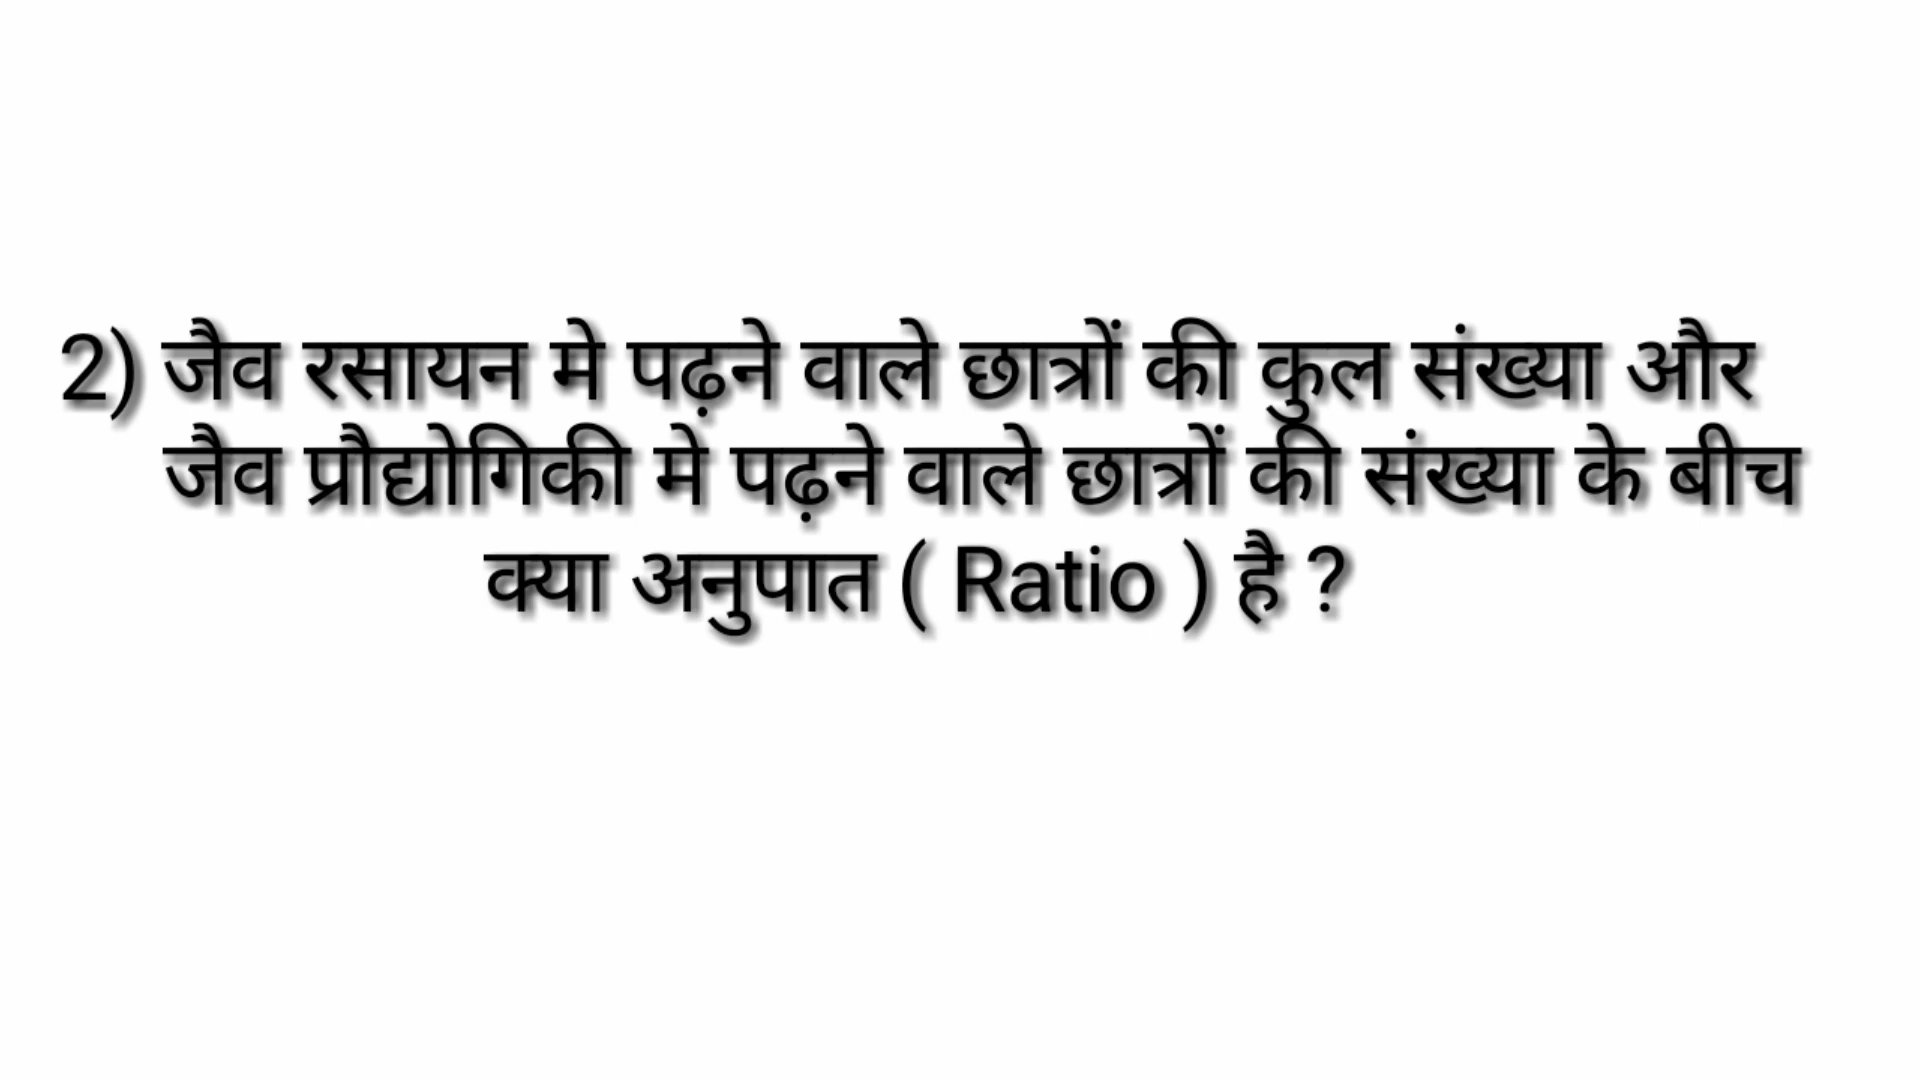 2) जैव रसायन मे पढ़ने वाले छात्रों की कुल संख्या और
जैव प्रौद्योगिकी मे पढ़ने वाले छात्रों की संख्या के बीच
क्या अनुपात ( Ratio ) है ?